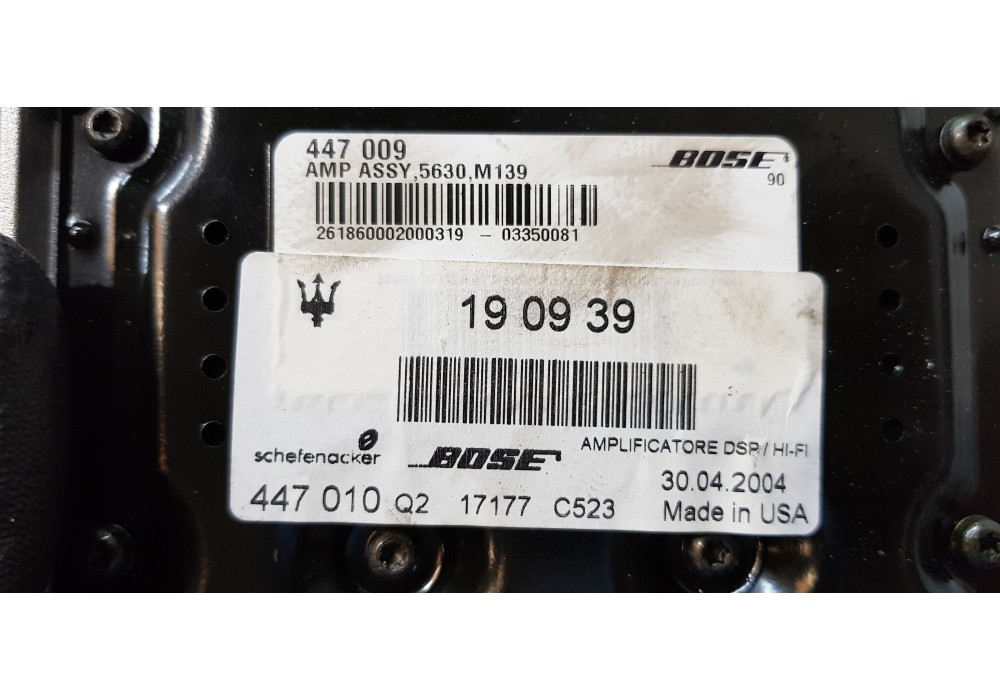 447 009
AMP ASSY,5630,M139
BOSE
90
261860002000319 - 03350081
19 09 39
schefenacker
BOSE
AMPLIFICATORE DSP / HI-FI
30.04.2004
447 010 Q2 17177 C523
Made in USA